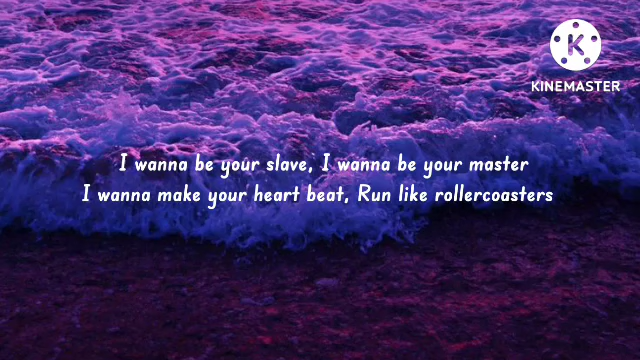 KINEMASTER
I wanna be your slave, I wanna be your master
I wanna make your heart beat, Run like rollercoasters